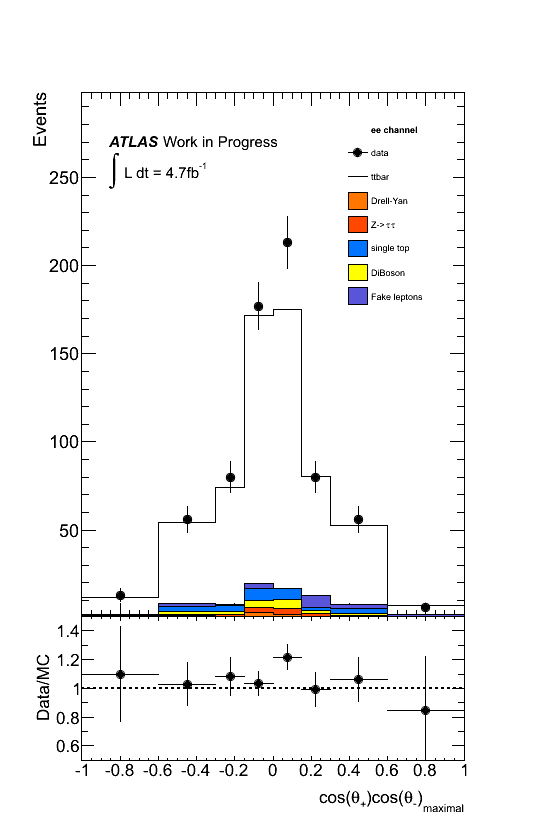 Events
ATLAS Work in Progress
∫ L dt = 4.7fb⁻¹
ee channel
data
ttbar
Drell-Yan
Z->ττ
single top
DiBoson
Fake leptons
250
200
150
100
50
Data/MC
1.4
1.2
1
0.8
0.6
-1 -0.8 -0.6 -0.4 -0.2 0 0.2 0.4 0.6 0.8 1
cos(θ₊)cos(θ₋)maximal